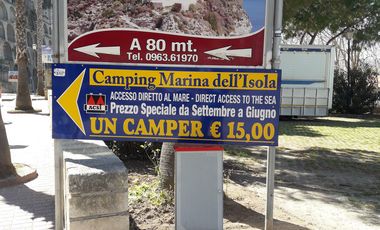 A 80 mt.
Tel. 0963.61970
Camping Marina dell'Isola
ACCESSO DIRETTO AL MARE - DIRECT ACCESS TO THE SEA
ACSI
Prezzo Speciale da Settembre a Giugno
UN CAMPER € 15,00